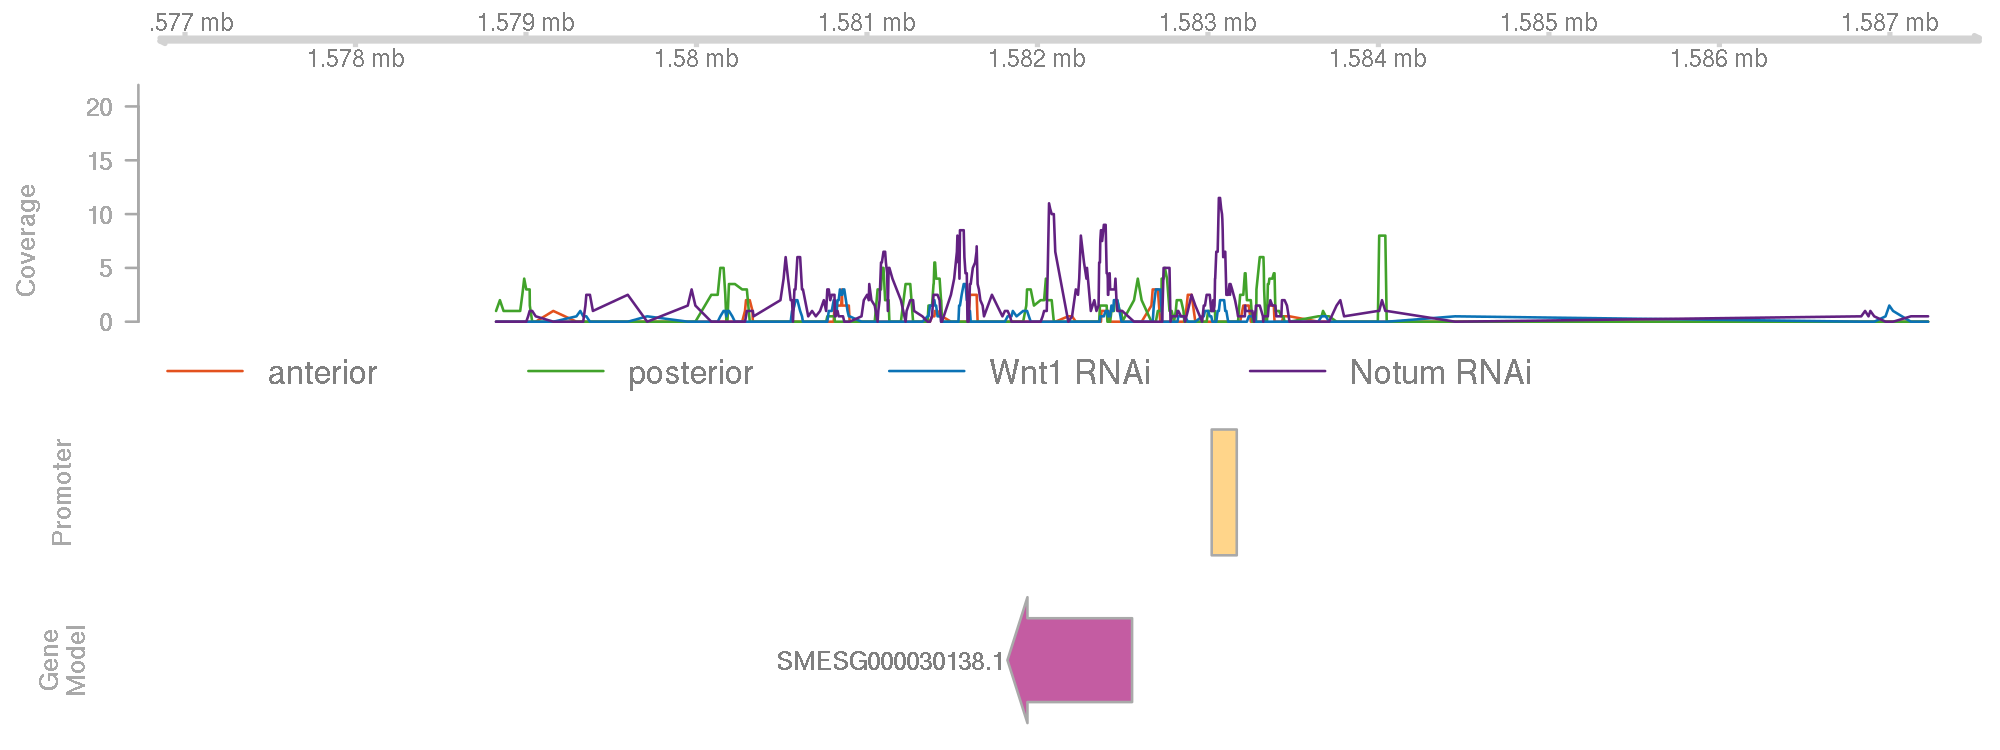 .577 mb 1.579 mb 1.581 mb 1.583 mb 1.585 mb 1.587 mb
1.578 mb 1.58 mb 1.582 mb 1.584 mb 1.586 mb
Coverage
20
15
10
5
0
anterior posterior Wnt1 RNAi Notum RNAi
Promoter
Gene
Model
SMESG000030138.1